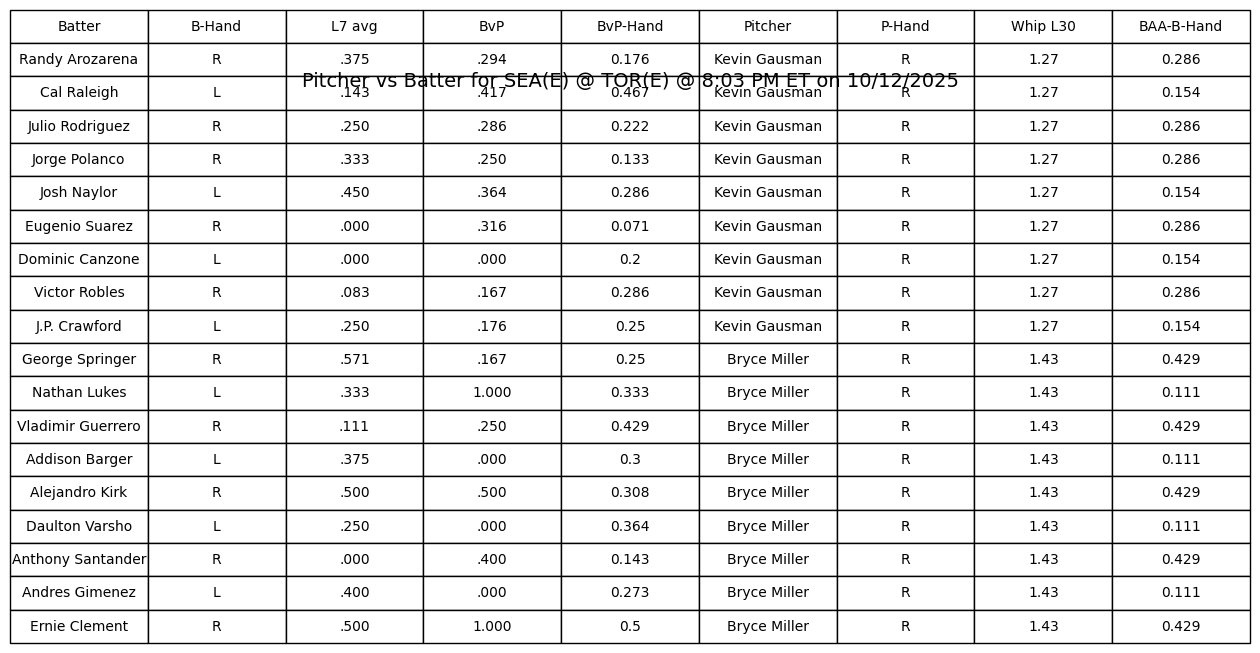 Batter B-Hand L7 avg BvP BvP-Hand Pitcher P-Hand Whip L30 BAA-B-Hand
Randy Arozarena R .375 .294 0.176 Kevin Gausman R 1.27 0.286
Pitcher vs Batter for SEA(E) @ TOR(E) @ 8:03 PM ET on 10/12/2025
Cal Raleigh L .143 .417 0.467 Kevin Gausman R 1.27 0.154
Julio Rodriguez R .250 .286 0.222 Kevin Gausman R 1.27 0.286
Jorge Polanco R .333 .250 0.133 Kevin Gausman R 1.27 0.286
Josh Naylor L .450 .364 0.286 Kevin Gausman R 1.27 0.154
Eugenio Suarez R .000 .316 0.071 Kevin Gausman R 1.27 0.286
Dominic Canzone L .000 .000 0.2 Kevin Gausman R 1.27 0.154
Victor Robles R .083 .167 0.286 Kevin Gausman R 1.27 0.286
J.P. Crawford L .250 .176 0.25 Kevin Gausman R 1.27 0.154
George Springer R .571 .167 0.25 Bryce Miller R 1.43 0.429
Nathan Lukes L .333 1.000 0.333 Bryce Miller R 1.43 0.111
Vladimir Guerrero R .111 .250 0.429 Bryce Miller R 1.43 0.429
Addison Barger L .375 .000 0.3 Bryce Miller R 1.43 0.111
Alejandro Kirk R .500 .500 0.308 Bryce Miller R 1.43 0.429
Daulton Varsho L .250 .000 0.364 Bryce Miller R 1.43 0.111
Anthony Santander R .000 .400 0.143 Bryce Miller R 1.43 0.429
Andres Gimenez L .400 .000 0.273 Bryce Miller R 1.43 0.111
Ernie Clement R .500 1.000 0.5 Bryce Miller R 1.43 0.429